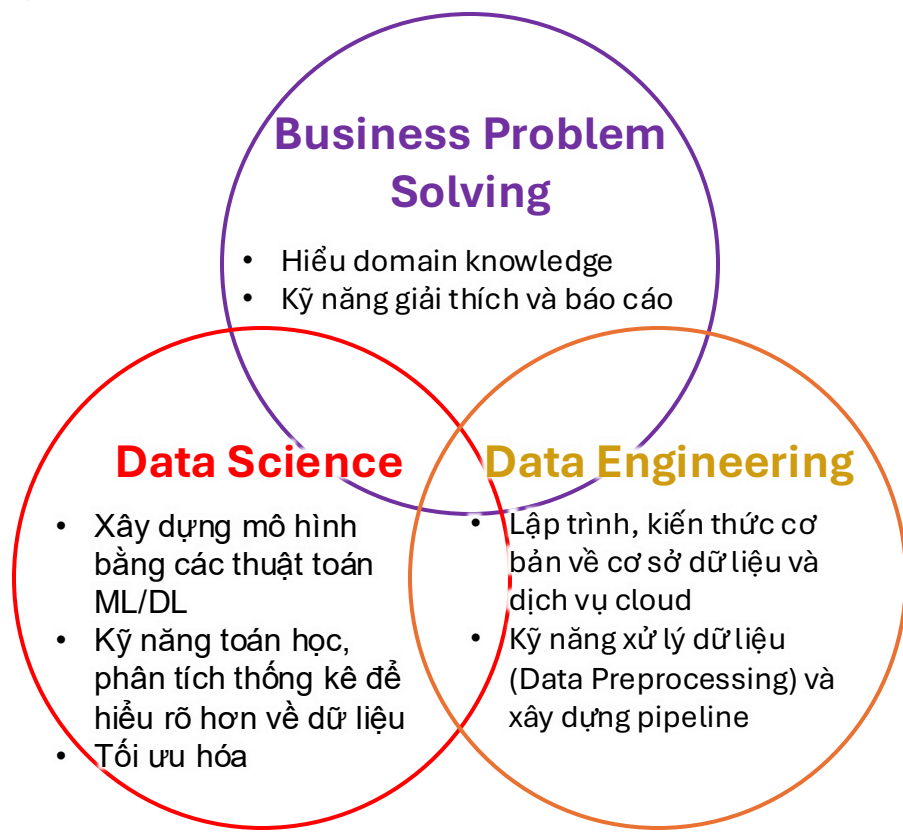 Business Problem
Solving
• Hiểu domain knowledge
• Kỹ năng giải thích và báo cáo
Data Science
• Xây dựng mô hình
bằng các thuật toán
ML/DL
• Kỹ năng toán học,
phân tích thống kê để
hiểu rõ hơn về dữ liệu
• Tối ưu hóa
Data Engineering
• Lập trình, kiến thức cơ
bản về cơ sở dữ liệu và
dịch vụ cloud
• Kỹ năng xử lý dữ liệu
(Data Preprocessing) và
xây dựng pipeline